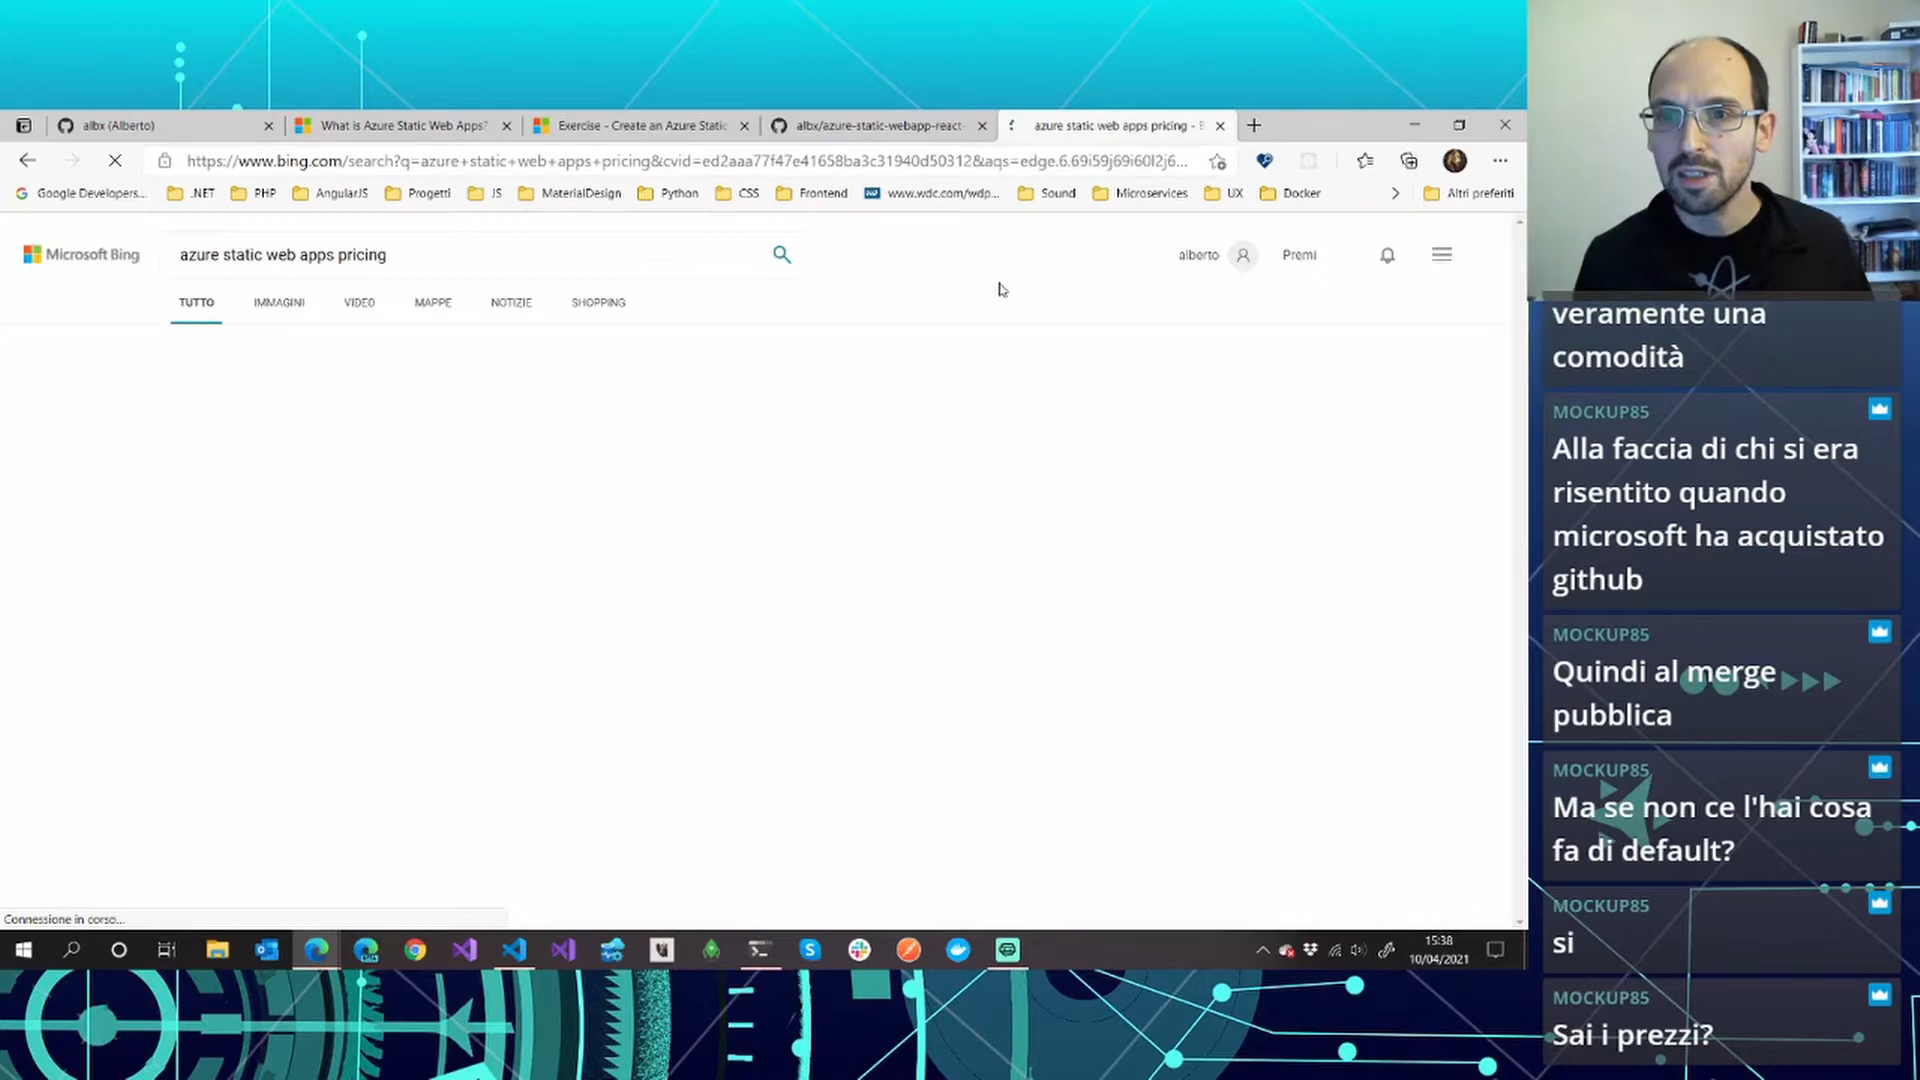 albx (Alberto)
What is Azure Static Web Apps?
Exercise - Create an Azure Static
albx/azure-static-webapp-react-
azure static web apps pricing - B
https://www.bing.com/search?q=azure+static+web+apps+pricing&cvid=ed2aaa77f47e41658ba3c31940d50312&aqs=edge.6.69i59j69i60l2j6...
Google Developers...
.NET
PHP
AngularJS
Progetti
JS
MaterialDesign
Python
CSS
Frontend
www.wdc.com/wdp...
Sound
Microservices
UX
Docker
Altri preferiti
Microsoft Bing
azure static web apps pricing
alberto
Premi
TUTTO
IMMAGINI
VIDEO
MAPPE
NOTIZIE
SHOPPING
Connessione in corso...
15:38
10/04/2021
veramente una
comodità
MOCKUP85
Alla faccia di chi si era
risentito quando
microsoft ha acquistato
github
MOCKUP85
Quindi al merge
pubblica
MOCKUP85
Ma se non ce l'hai cosa
fa di default?
MOCKUP85
si
MOCKUP85
Sai i prezzi?